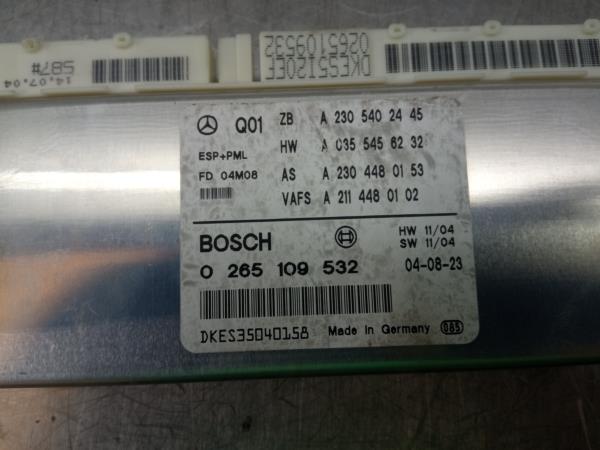 14.07.04
587#
DKES5120FF
0265109532
Q01
ZB A 230 540 24 45
ESP+PML
HW A 035 545 62 32
FD 04M08
AS A 230 448 01 53
VAFS A 211 448 01 02
BOSCH
HW 11/04
SW 11/04
0 265 109 532
04-08-23
DKES35040158
Made in Germany
085